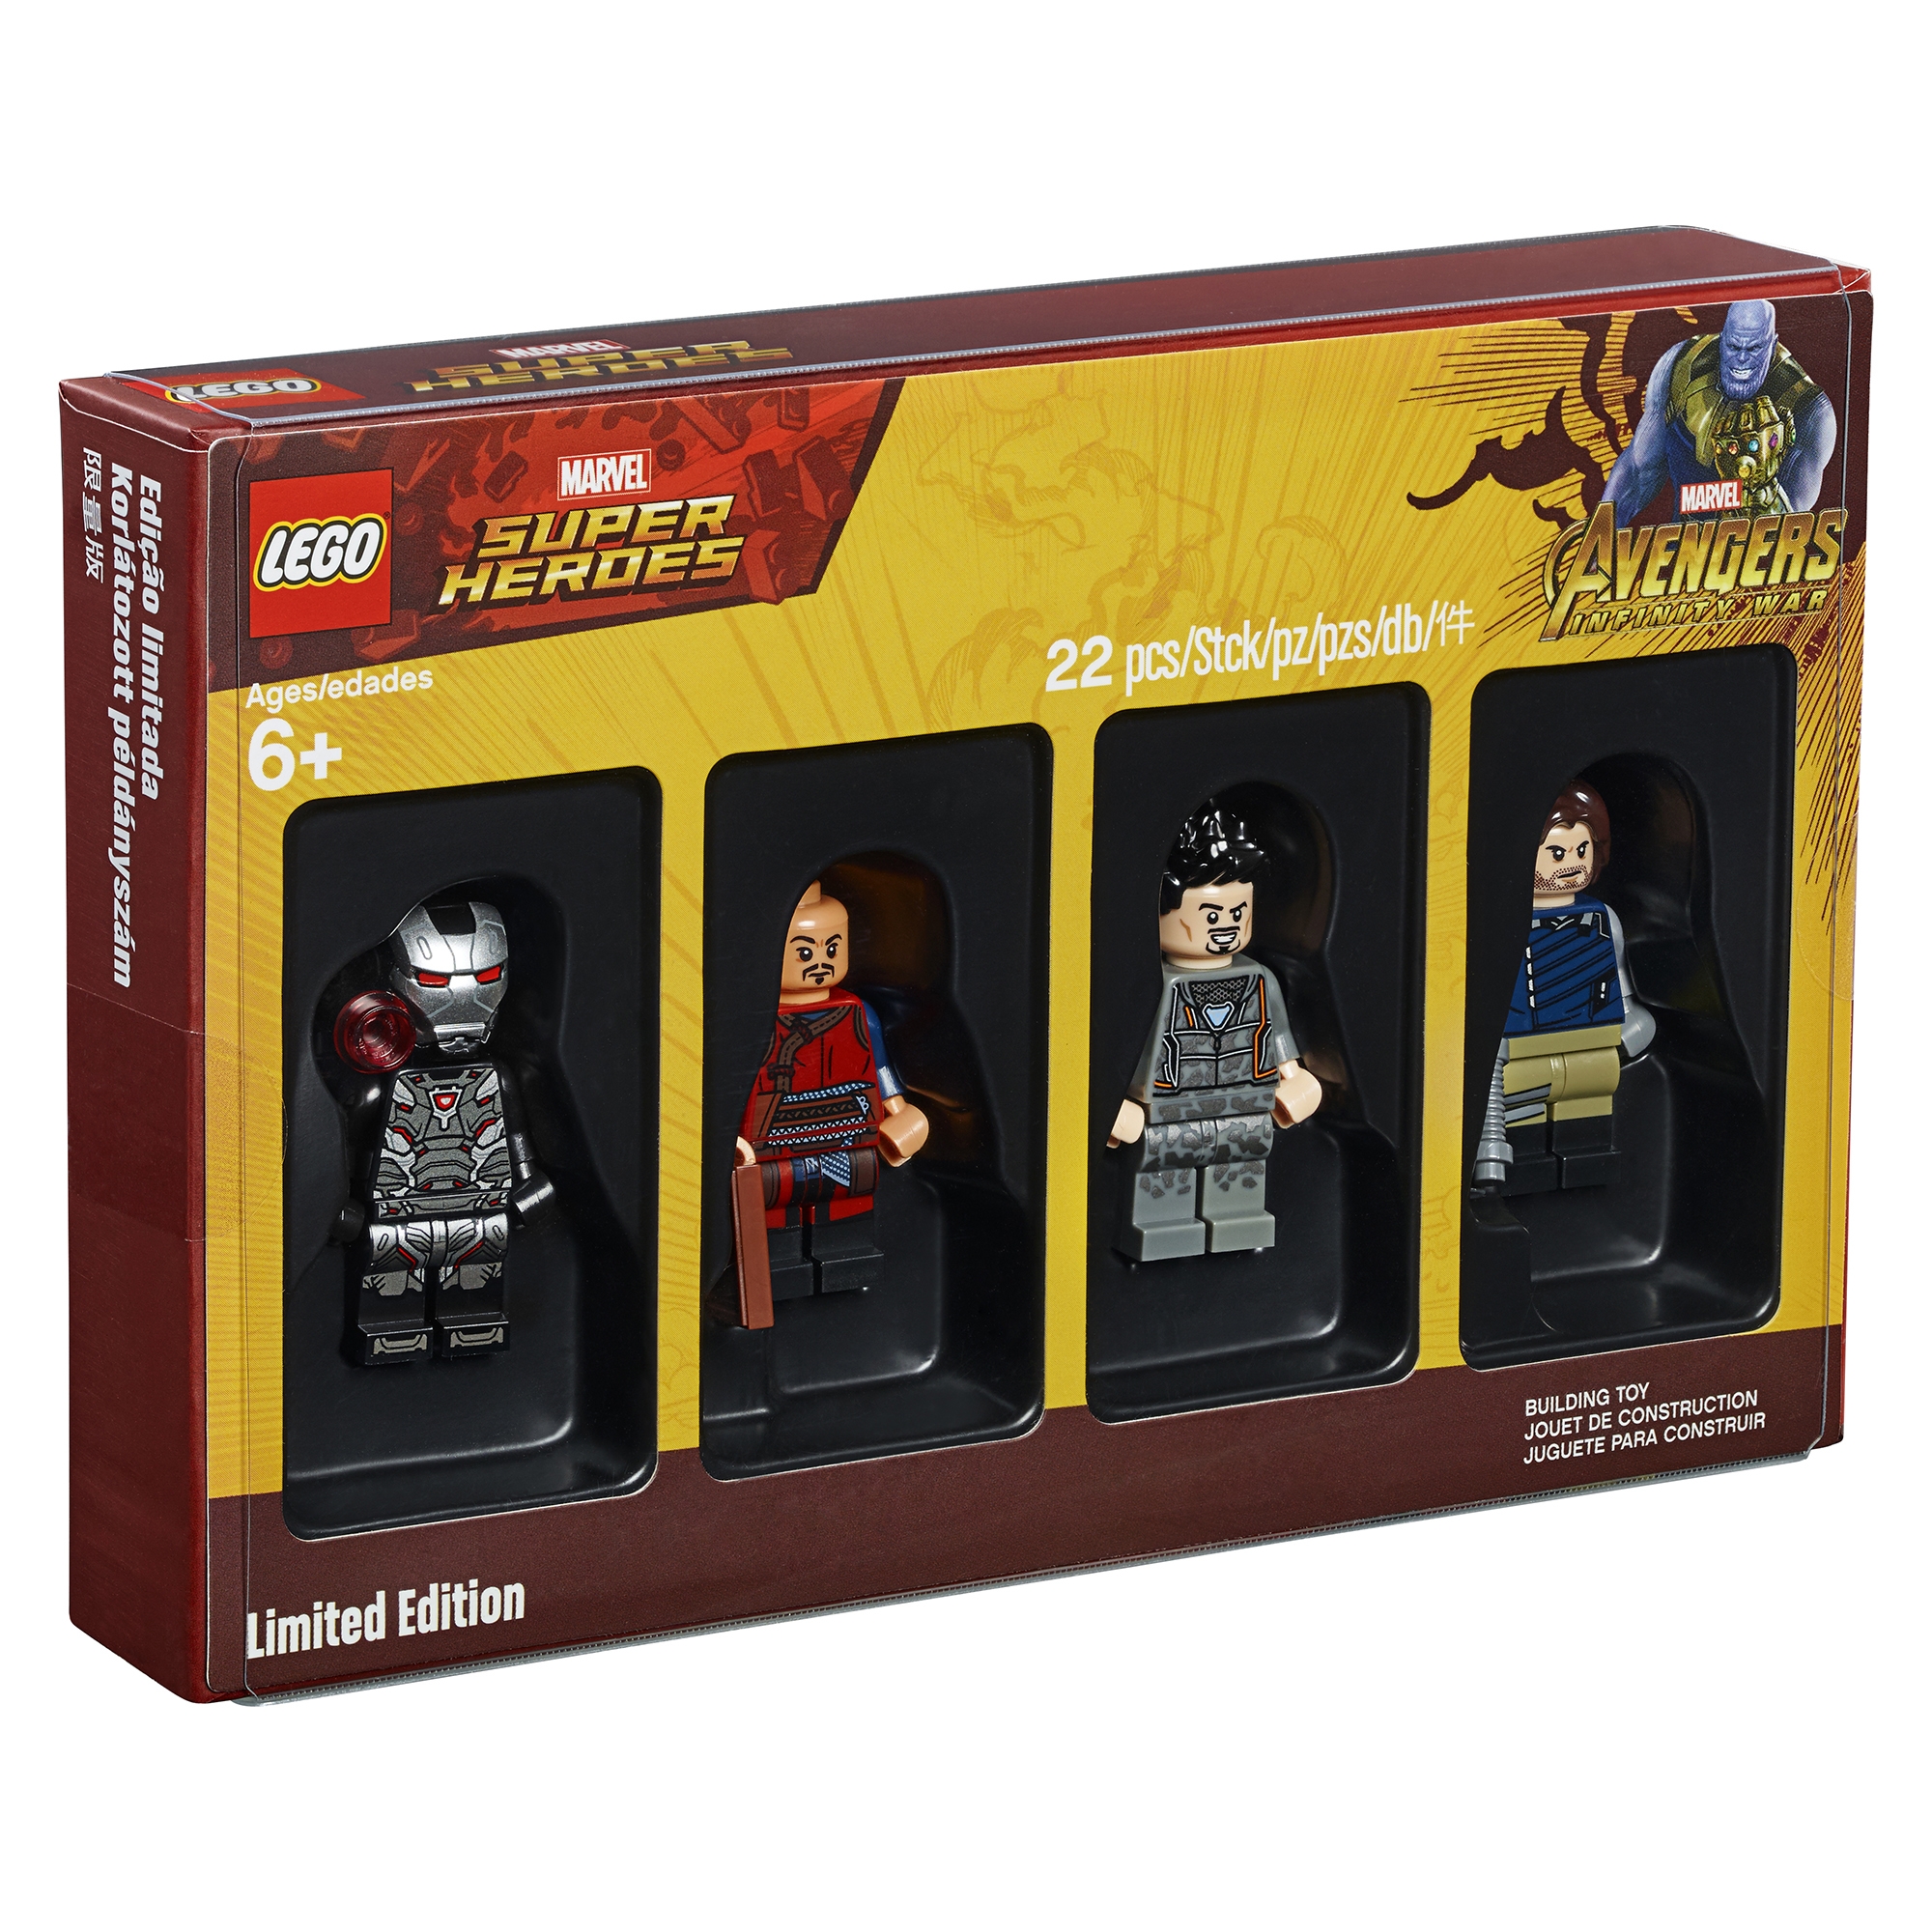 LEGO
MARVEL
SUPER
HEROES
Edição limitada
Korlátozott példányszám
限量版
LEGO
MARVEL
SUPER
HEROES
MARVEL
AVENGERS
INFINITY WAR
Ages/edades
6+
22 pcs/Stck/pz/pzs/db/件
BUILDING TOY
JOUET DE CONSTRUCTION
JUGUETE PARA CONSTRUIR
Limited Edition